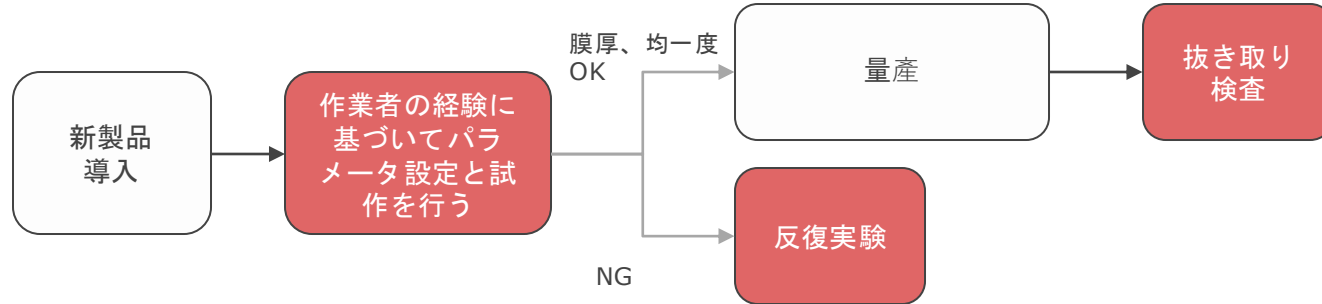 新製品
導入
作業者の経験に
基づいてパラ
メータ設定と試
作を行う
膜厚、均一度
OK
量產
抜き取り
検査
反復実験
NG